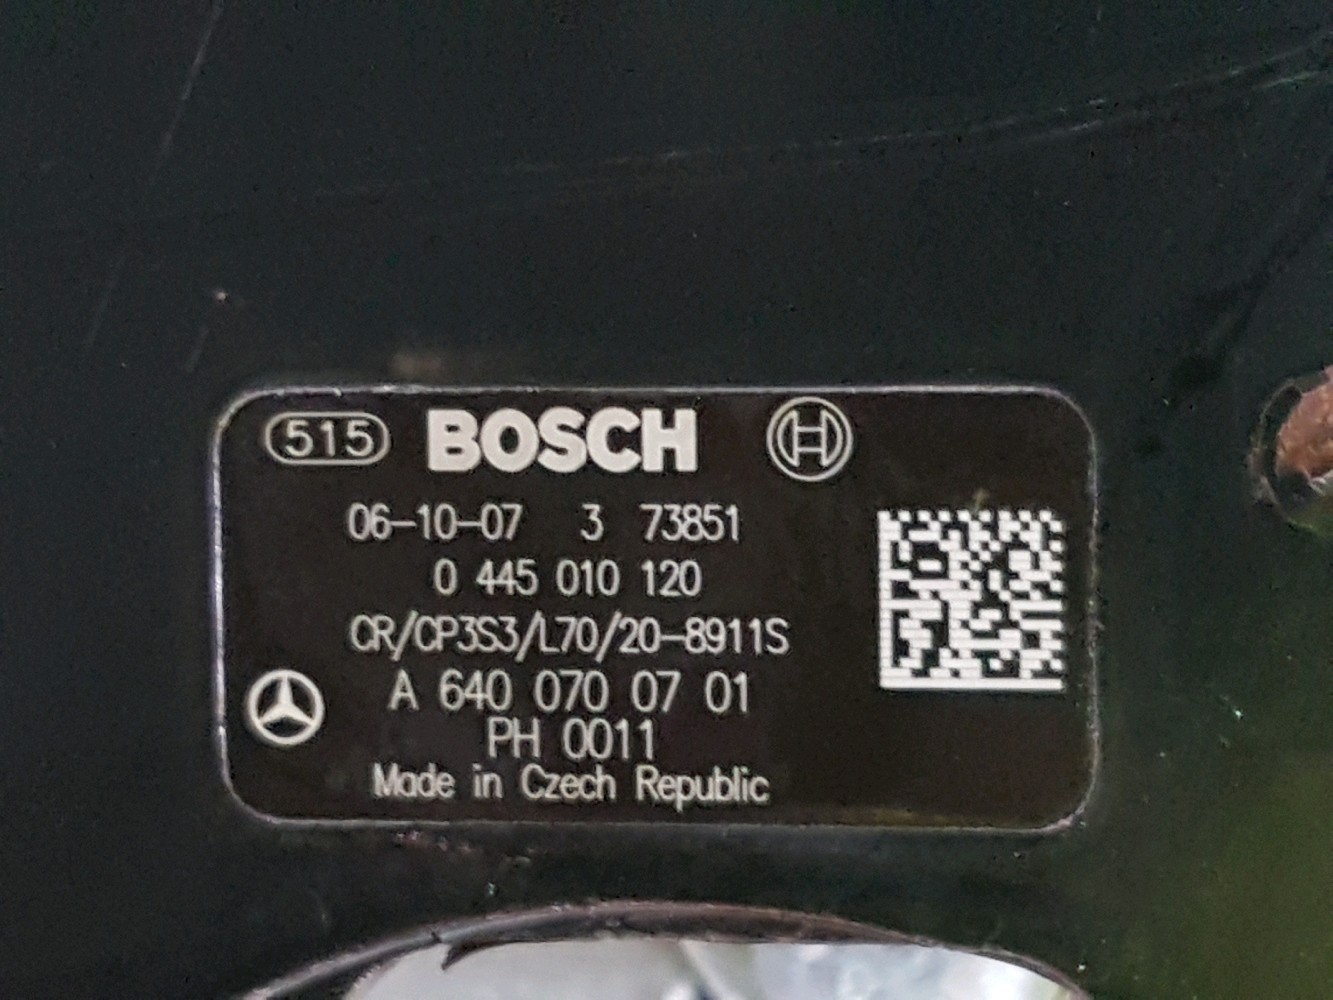 515 BOSCH
06-10-07 3 73851
0 445 010 120
CR/CP3S3/L70/20-8911S
A 640 070 07 01
PH 0011
Made in Czech Republic